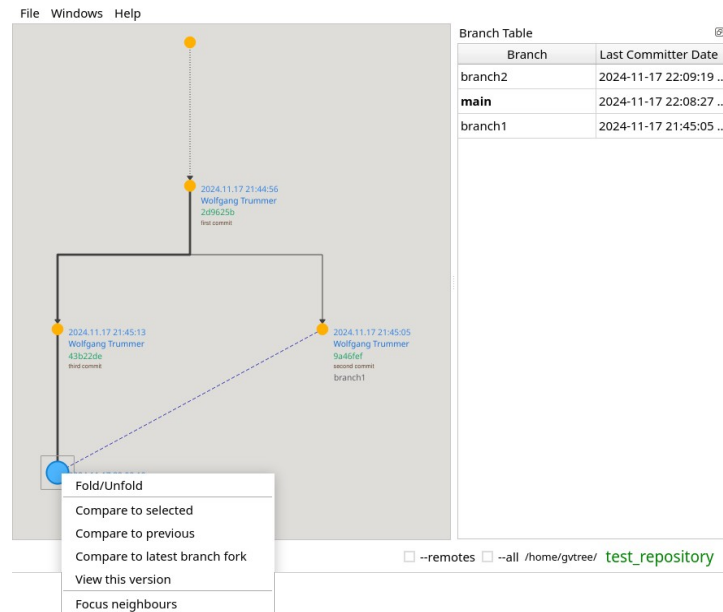 File Windows Help
Branch Table
Branch Last Committer Date
branch2 2024-11-17 22:09:19 ..
main 2024-11-17 22:08:27 ..
branch1 2024-11-17 21:45:05 ..
2024.11.17 21:44:56
Wolfgang Trummer
2d9625b
first commit
2024.11.17 21:45:13
Wolfgang Trummer
43b22de
third commit
2024.11.17 21:45:05
Wolfgang Trummer
9a46fef
second commit
branch1
Fold/Unfold
Compare to selected
Compare to previous
Compare to latest branch fork
View this version
Focus neighbours
--remotes --all /home/gvtree/ test_repository